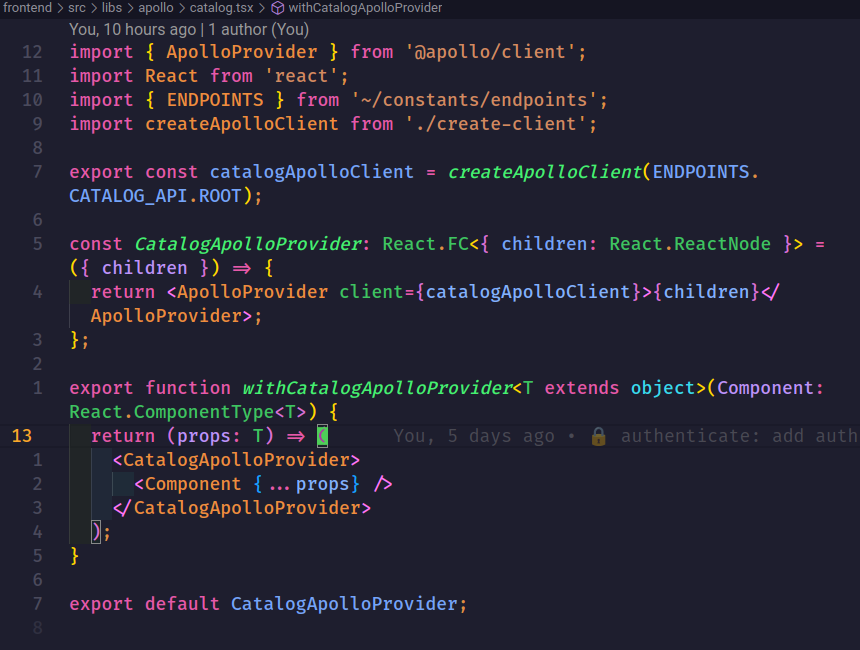 frontend > src > libs > apollo > catalog.tsx > withCatalogApolloProvider
You, 10 hours ago | 1 author (You)
12 import { ApolloProvider } from '@apollo/client';
11 import React from 'react';
10 import { ENDPOINTS } from '~/constants/endpoints';
9 import createApolloClient from './create-client';
8
7 export const catalogApolloClient = createApolloClient(ENDPOINTS.
CATALOG_API.ROOT);
6
5 const CatalogApolloProvider: React.FC<{ children: React.ReactNode }> =
({ children }) => {
4 return <ApolloProvider client={catalogApolloClient}>{children}</
ApolloProvider>;
3 };
2
1 export function withCatalogApolloProvider<T extends object>(Component:
React.ComponentType<T>) {
13 return (props: T) => ( You, 5 days ago • 🔒 authenticate: add auth
1 <CatalogApolloProvider>
2 <Component {...props} />
3 </CatalogApolloProvider>
4 );
5 }
6
7 export default CatalogApolloProvider;
8